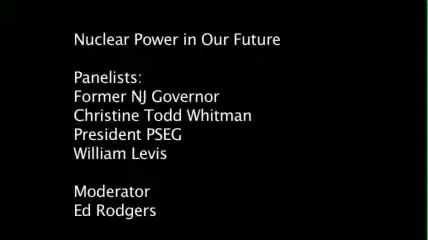 Nuclear Power in Our Future
Panelists:
Former NJ Governor
Christine Todd Whitman
President PSEG
William Levis
Moderator
Ed Rodgers